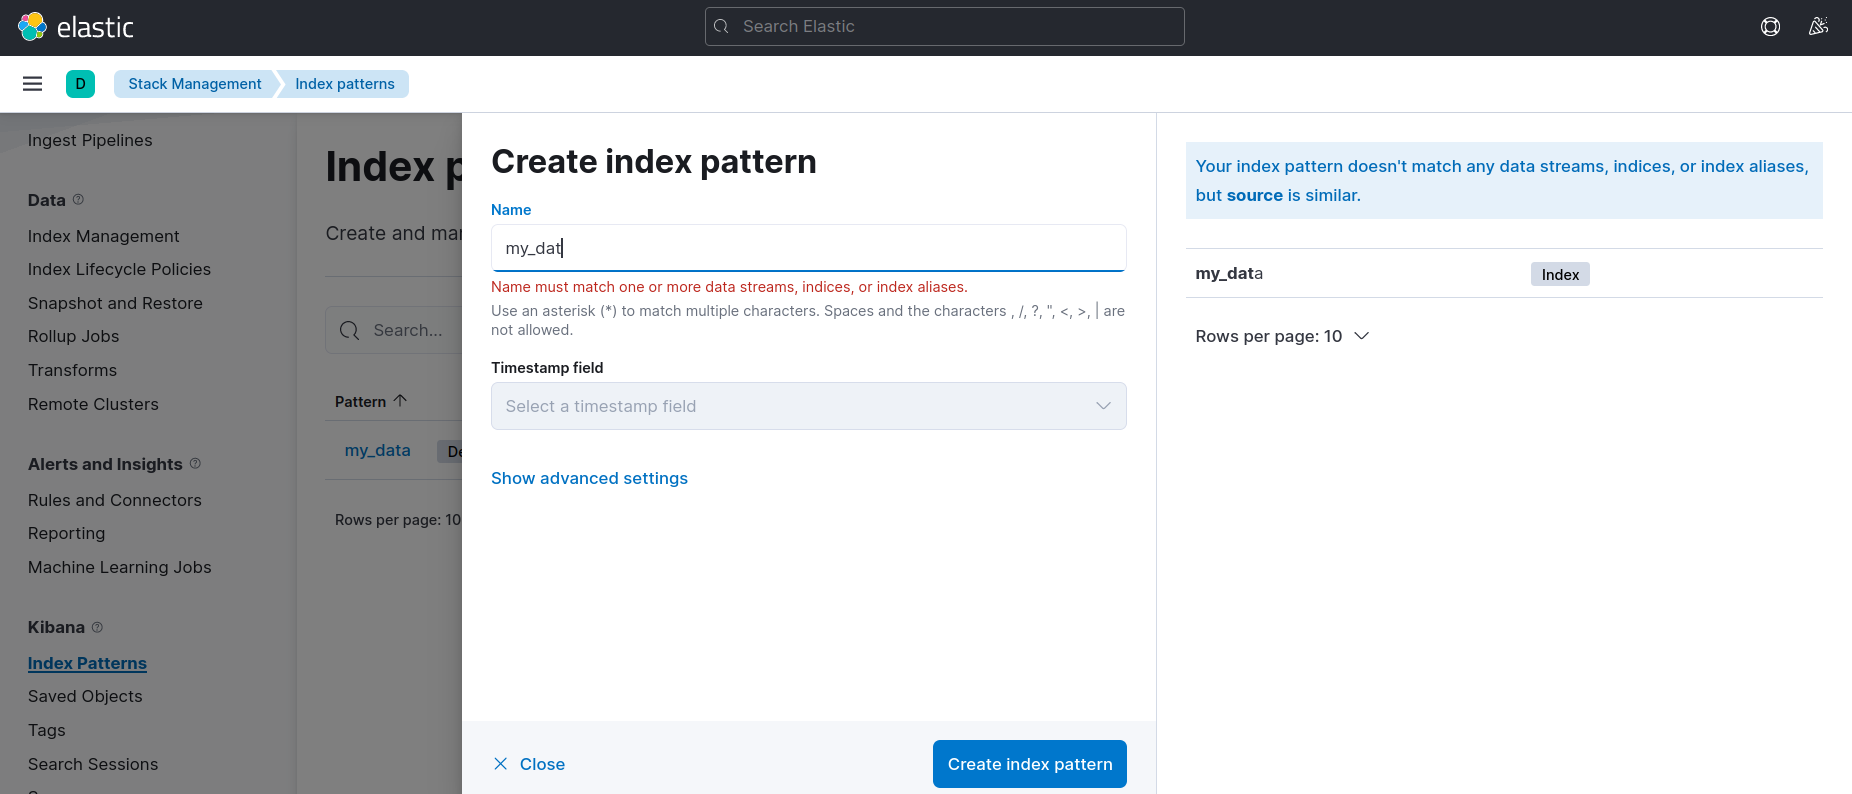 elastic
Search Elastic
D
Stack Management
Index patterns
Ingest Pipelines
Data
Index Management
Index Lifecycle Policies
Snapshot and Restore
Rollup Jobs
Transforms
Remote Clusters
Alerts and Insights
Rules and Connectors
Reporting
Machine Learning Jobs
Kibana
Index Patterns
Saved Objects
Tags
Search Sessions
Index p
Create and mar
Search...
Pattern
my_data
De
Rows per page: 10
Create index pattern
Name
my_dat
Name must match one or more data streams, indices, or index aliases.
Use an asterisk (*) to match multiple characters. Spaces and the characters , /, ?, ", <, >, | are
not allowed.
Timestamp field
Select a timestamp field
Show advanced settings
Close
Create index pattern
Your index pattern doesn't match any data streams, indices, or index aliases,
but source is similar.
my_data
Index
Rows per page: 10